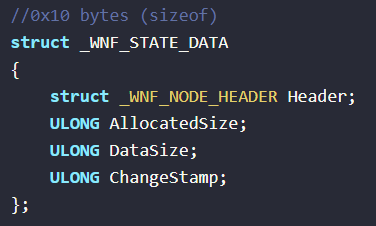 //0x10 bytes (sizeof)
struct _WNF_STATE_DATA
{
    struct _WNF_NODE_HEADER Header;
    ULONG AllocatedSize;
    ULONG DataSize;
    ULONG ChangeStamp;
};